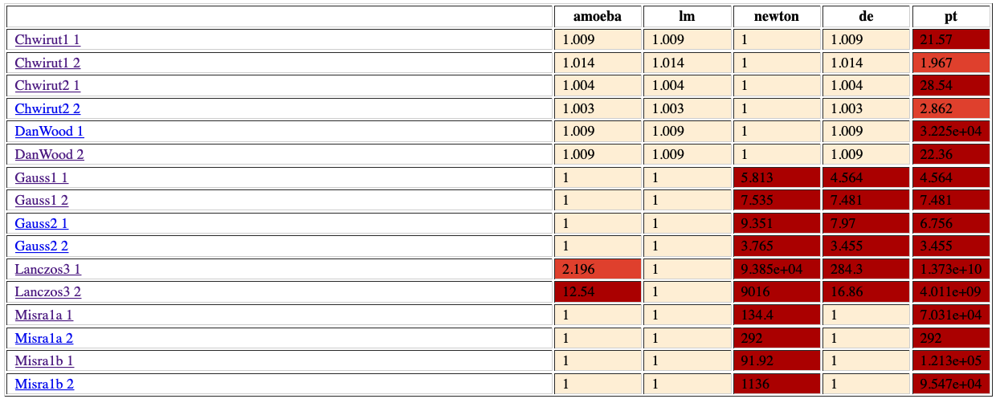 amoeba lm newton de pt
Chwirut1 1 1.009 1.009 1 1.009 21.57
Chwirut1 2 1.014 1.014 1 1.014 1.967
Chwirut2 1 1.004 1.004 1 1.004 28.54
Chwirut2 2 1.003 1.003 1 1.003 2.862
DanWood 1 1.009 1.009 1 1.009 3.225e+04
DanWood 2 1.009 1.009 1 1.009 22.36
Gauss1 1 1 1 5.813 4.564 4.564
Gauss1 2 1 1 7.535 7.481 7.481
Gauss2 1 1 1 9.351 7.97 6.756
Gauss2 2 1 1 3.765 3.455 3.455
Lanczos3 1 2.196 1 9.385e+04 284.3 1.373e+10
Lanczos3 2 12.54 1 9016 16.86 4.011e+09
Misra1a 1 1 1 134.4 1 7.031e+04
Misra1a 2 1 1 292 1 292
Misra1b 1 1 1 91.92 1 1.213e+05
Misra1b 2 1 1 1136 1 9.547e+04